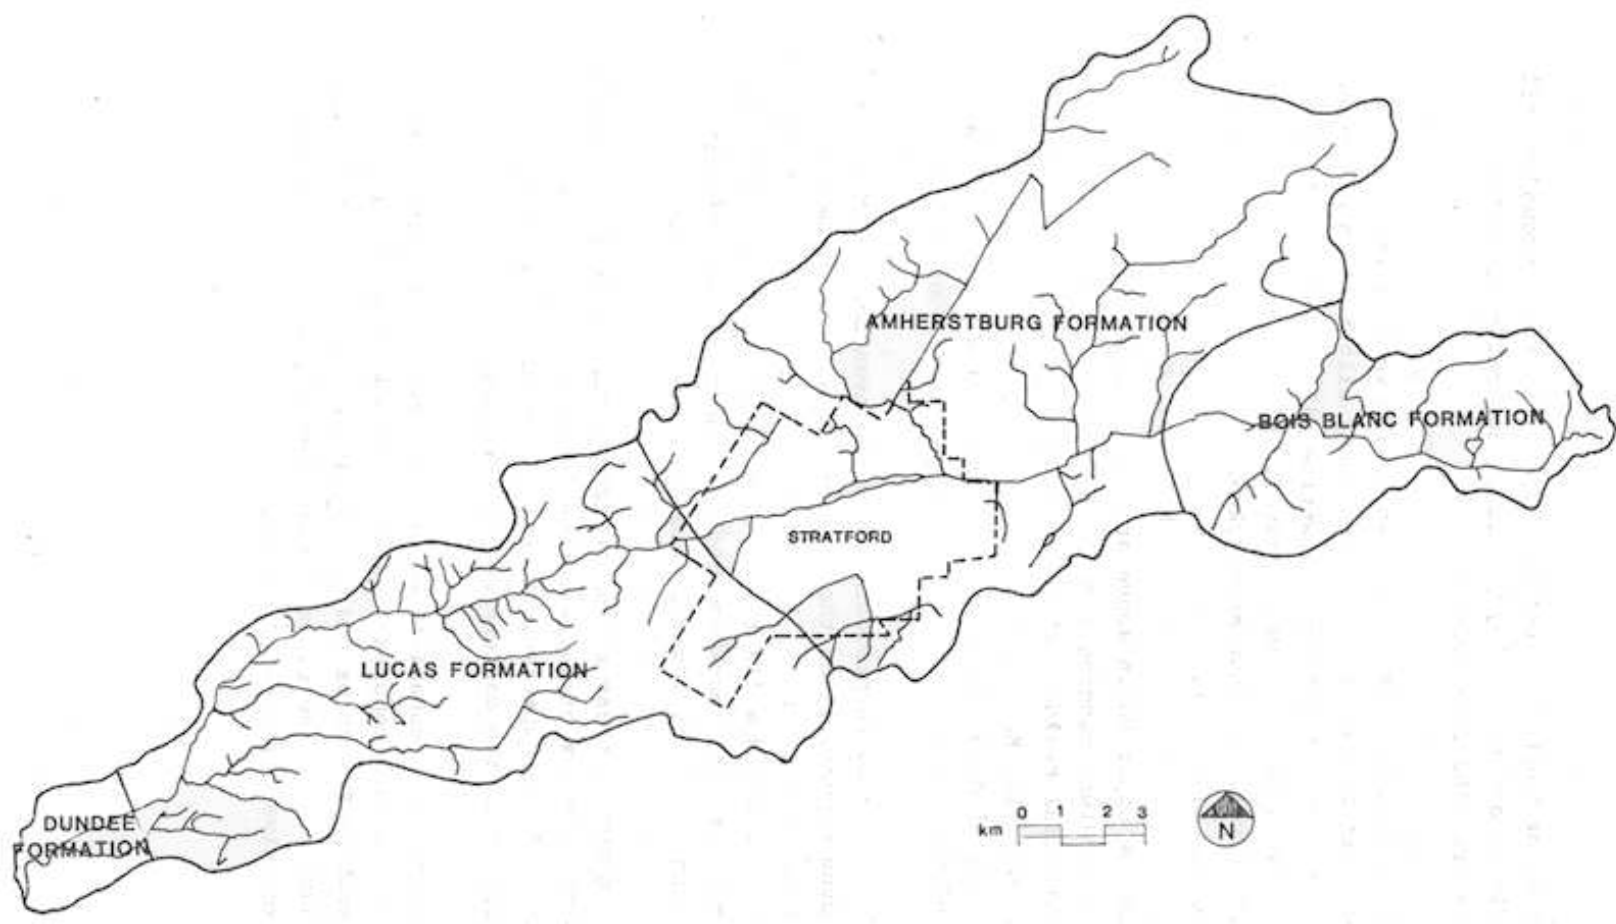 AMHERSTBURG FORMATION
BOIS BLANC FORMATION
STRATFORD
LUCAS FORMATION
DUNDEE
FORMATION
km 0 1 2 3
N